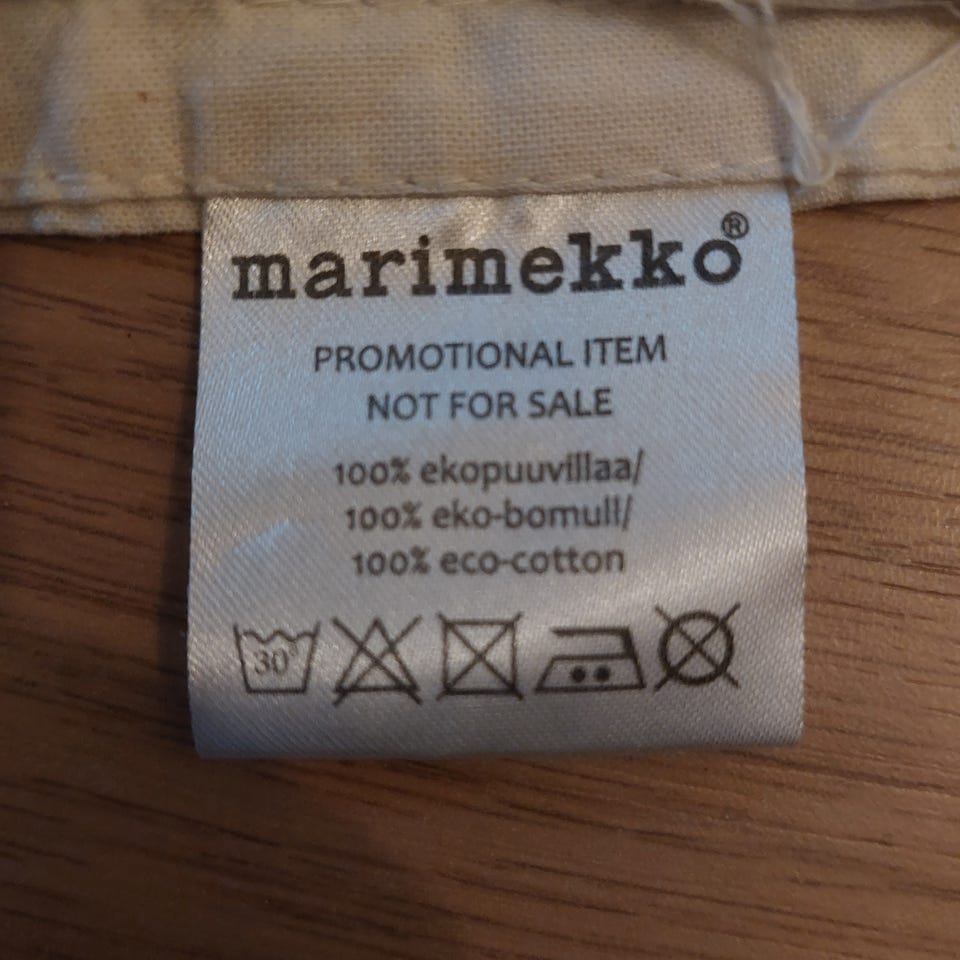 marimekko®
PROMOTIONAL ITEM
NOT FOR SALE
100% ekopuuvillaa/
100% eko-bomull/
100% eco-cotton
30°